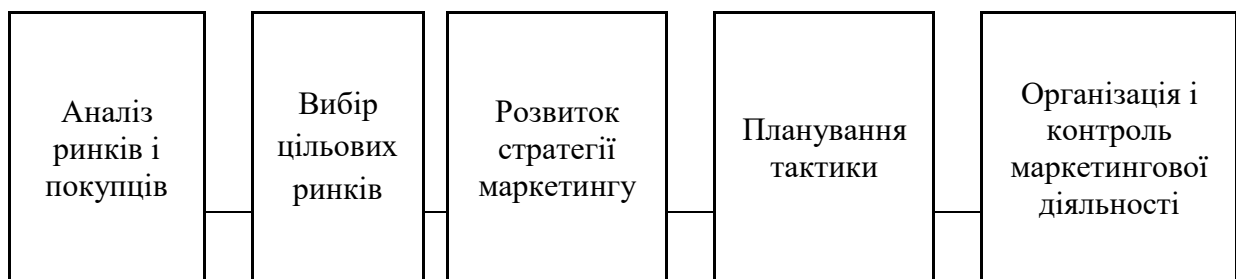 Аналіз
ринків і
покупців
Вибір
цільових
ринків
Розвиток
стратегії
маркетингу
Планування
тактики
Організація і
контроль
маркетингової
діяльності